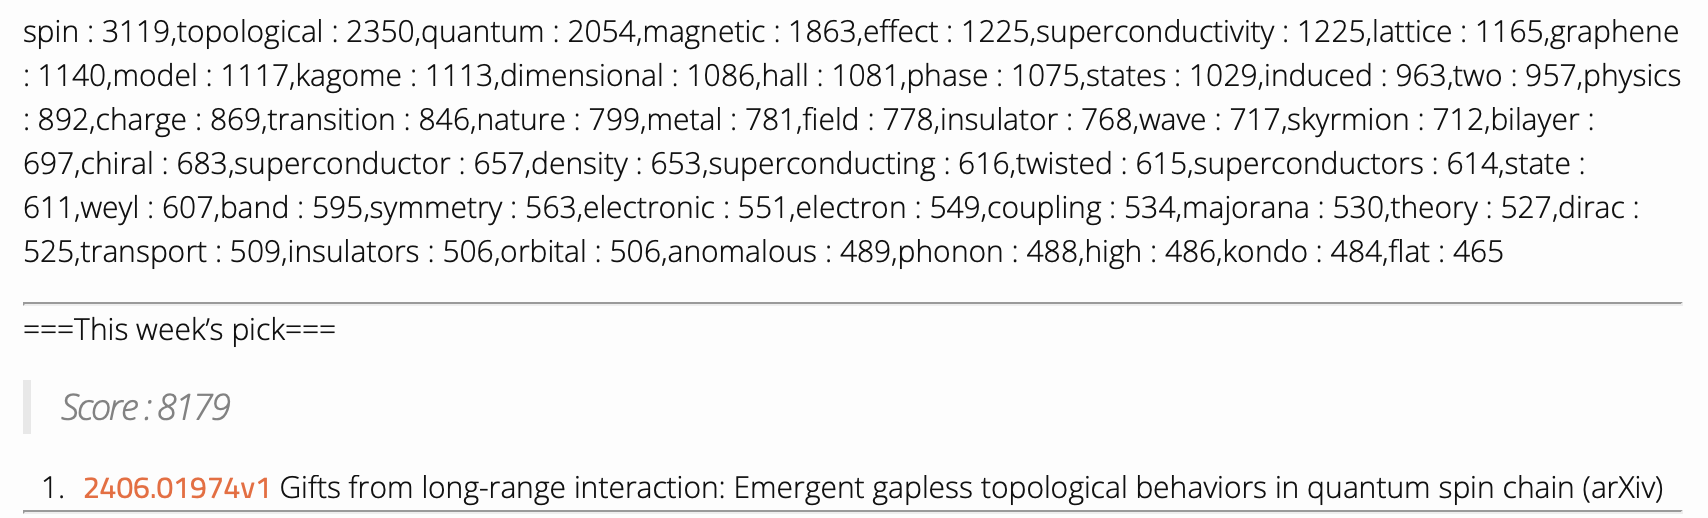 spin : 3119,topological : 2350,quantum : 2054,magnetic : 1863,effect : 1225,superconductivity : 1225,lattice : 1165,graphene
: 1140,model : 1117,kagome : 1113,dimensional : 1086,hall : 1081,phase : 1075,states : 1029,induced : 963,two : 957,physics
: 892,charge : 869,transition : 846,nature : 799,metal : 781,field : 778,insulator : 768,wave : 717,skyrmion : 712,bilayer :
697,chiral : 683,superconductor : 657,density : 653,superconducting : 616,twisted : 615,superconductors : 614,state :
611,weyl : 607,band : 595,symmetry : 563,electronic : 551,electron : 549,coupling : 534,majorana : 530,theory : 527,dirac :
525,transport : 509,insulators : 506,orbital : 506,anomalous : 489,phonon : 488,high : 486,kondo : 484,flat : 465
===This week’s pick===
Score : 8179
1. 2406.01974v1 Gifts from long-range interaction: Emergent gapless topological behaviors in quantum spin chain (arXiv)